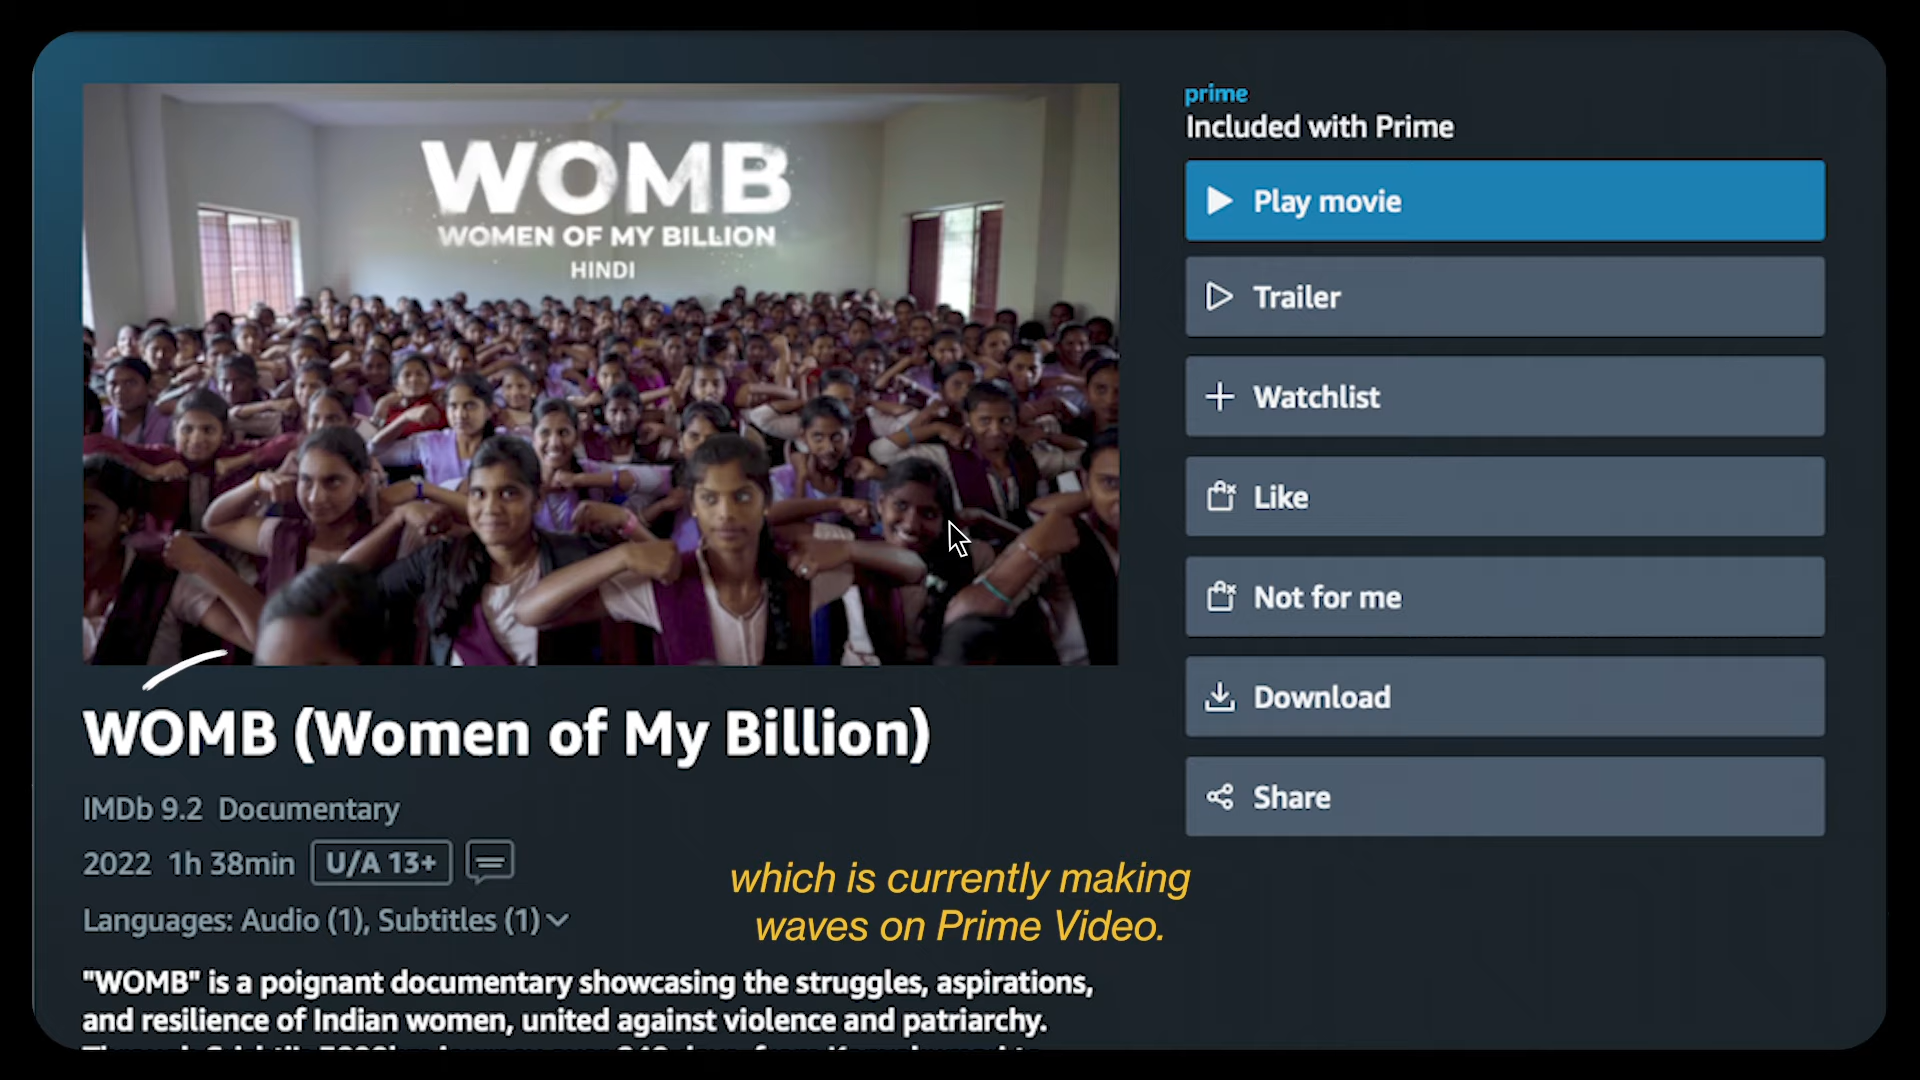 WOMB
WOMEN OF MY BILLION
HINDI
WOMB (Women of My Billion)
IMDb 9.2 Documentary
2022 1h 38min U/A 13+
Languages: Audio (1), Subtitles (1)
"WOMB" is a poignant documentary showcasing the struggles, aspirations,
and resilience of Indian women, united against violence and patriarchy.
prime
Included with Prime
Play movie
Trailer
Watchlist
Like
Not for me
Download
Share
which is currently making
waves on Prime Video.